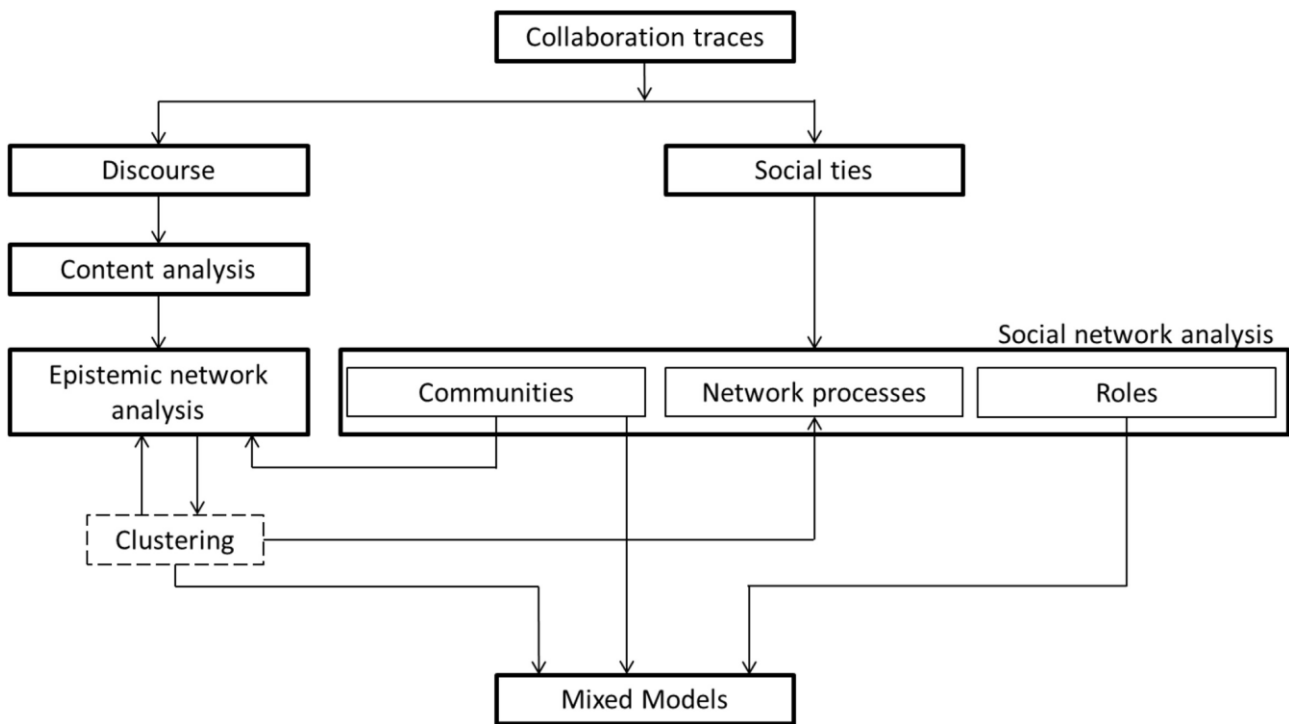 Collaboration traces
Discourse
Social ties
Content analysis
Social network analysis
Epistemic network
analysis
Communities
Network processes
Roles
Clustering
Mixed Models